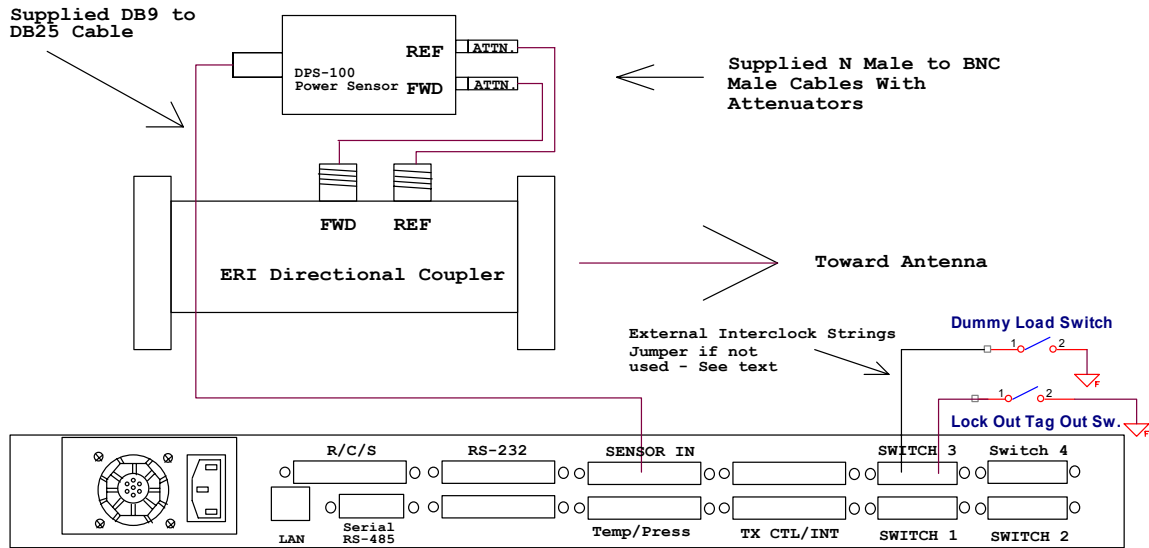 Supplied DB9 to
DB25 Cable
REF
ATTN.
DPS-100
Power Sensor
FWD
ATTN.
Supplied N Male to BNC
Male Cables With
Attenuators
FWD
REF
ERI Directional Coupler
Toward Antenna
External Interclock Strings
Jumper if not
used - See text
Dummy Load Switch
1
2
F
1
2
Lock Out Tag Out Sw.
F
R/C/S
RS-232
SENSOR IN
SWITCH 3
Switch 4
LAN
Serial
RS-485
Temp/Press
TX CTL/INT
SWITCH 1
SWITCH 2